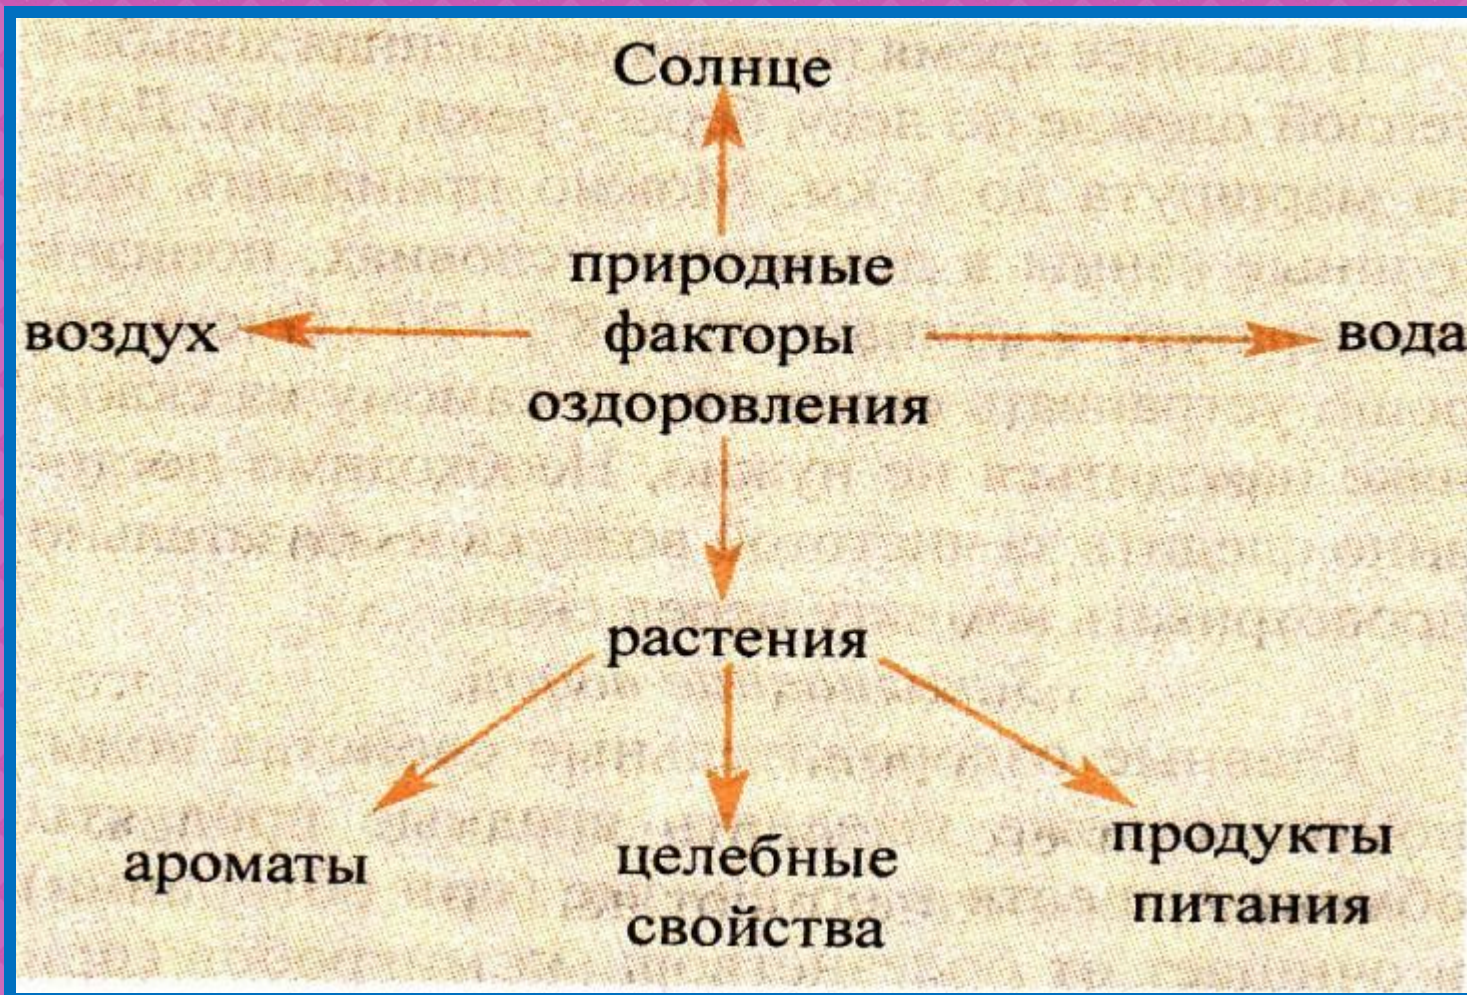 Солнце
природные
воздух факторы вода
оздоровления
растения
ароматы целебные продукты
свойства питания